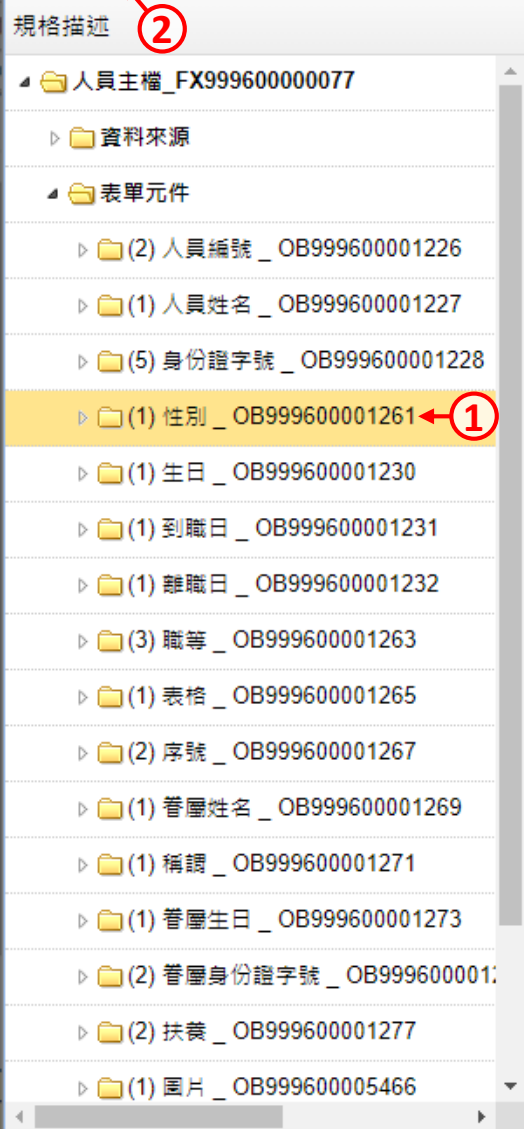 規格描述
2
人員主檔_FX999600000077
資料來源
表單元件
(2) 人員編號 _ OB999600001226
(1) 人員姓名 _ OB999600001227
(5) 身份證字號 _ OB999600001228
(1) 性別 _ OB999600001261 1
(1) 生日 _ OB999600001230
(1) 到職日 _ OB999600001231
(1) 離職日 _ OB999600001232
(3) 職等 _ OB999600001263
(1) 表格 _ OB999600001265
(2) 序號 _ OB999600001267
(1) 眷屬姓名 _ OB999600001269
(1) 稱謂 _ OB999600001271
(1) 眷屬生日 _ OB999600001273
(2) 眷屬身份證字號 _ OB9996000012
(2) 扶養 _ OB999600001277
(1) 圖片 _ OB999600005466